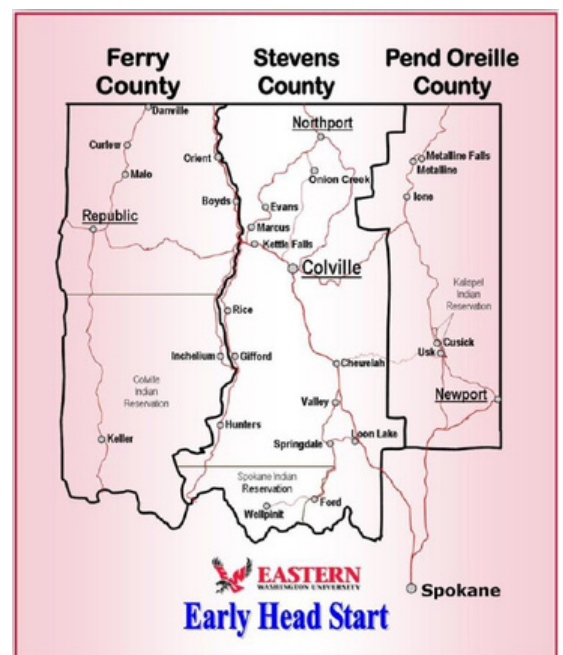 Ferry
County
Stevens
County
Pend Oreille
County
Danville
Northport
Curlew
Orient
Metalline Falls
Metalline
Malo
Onion Creek
Ione
Boyds
Evans
Republic
Marcus
Kettle Falls
Colville
Kalispel
Indian
Reservation
Rice
Cusick
Usk
Inchelium
Gifford
Chewelah
Colville
Indian
Reservation
Newport
Valley
Hunters
Loon Lake
Keller
Springdale
Spokane Indian
Reservation
Ford
Wellpinit
EASTERN
WASHINGTON UNIVERSITY
Spokane
Early Head Start